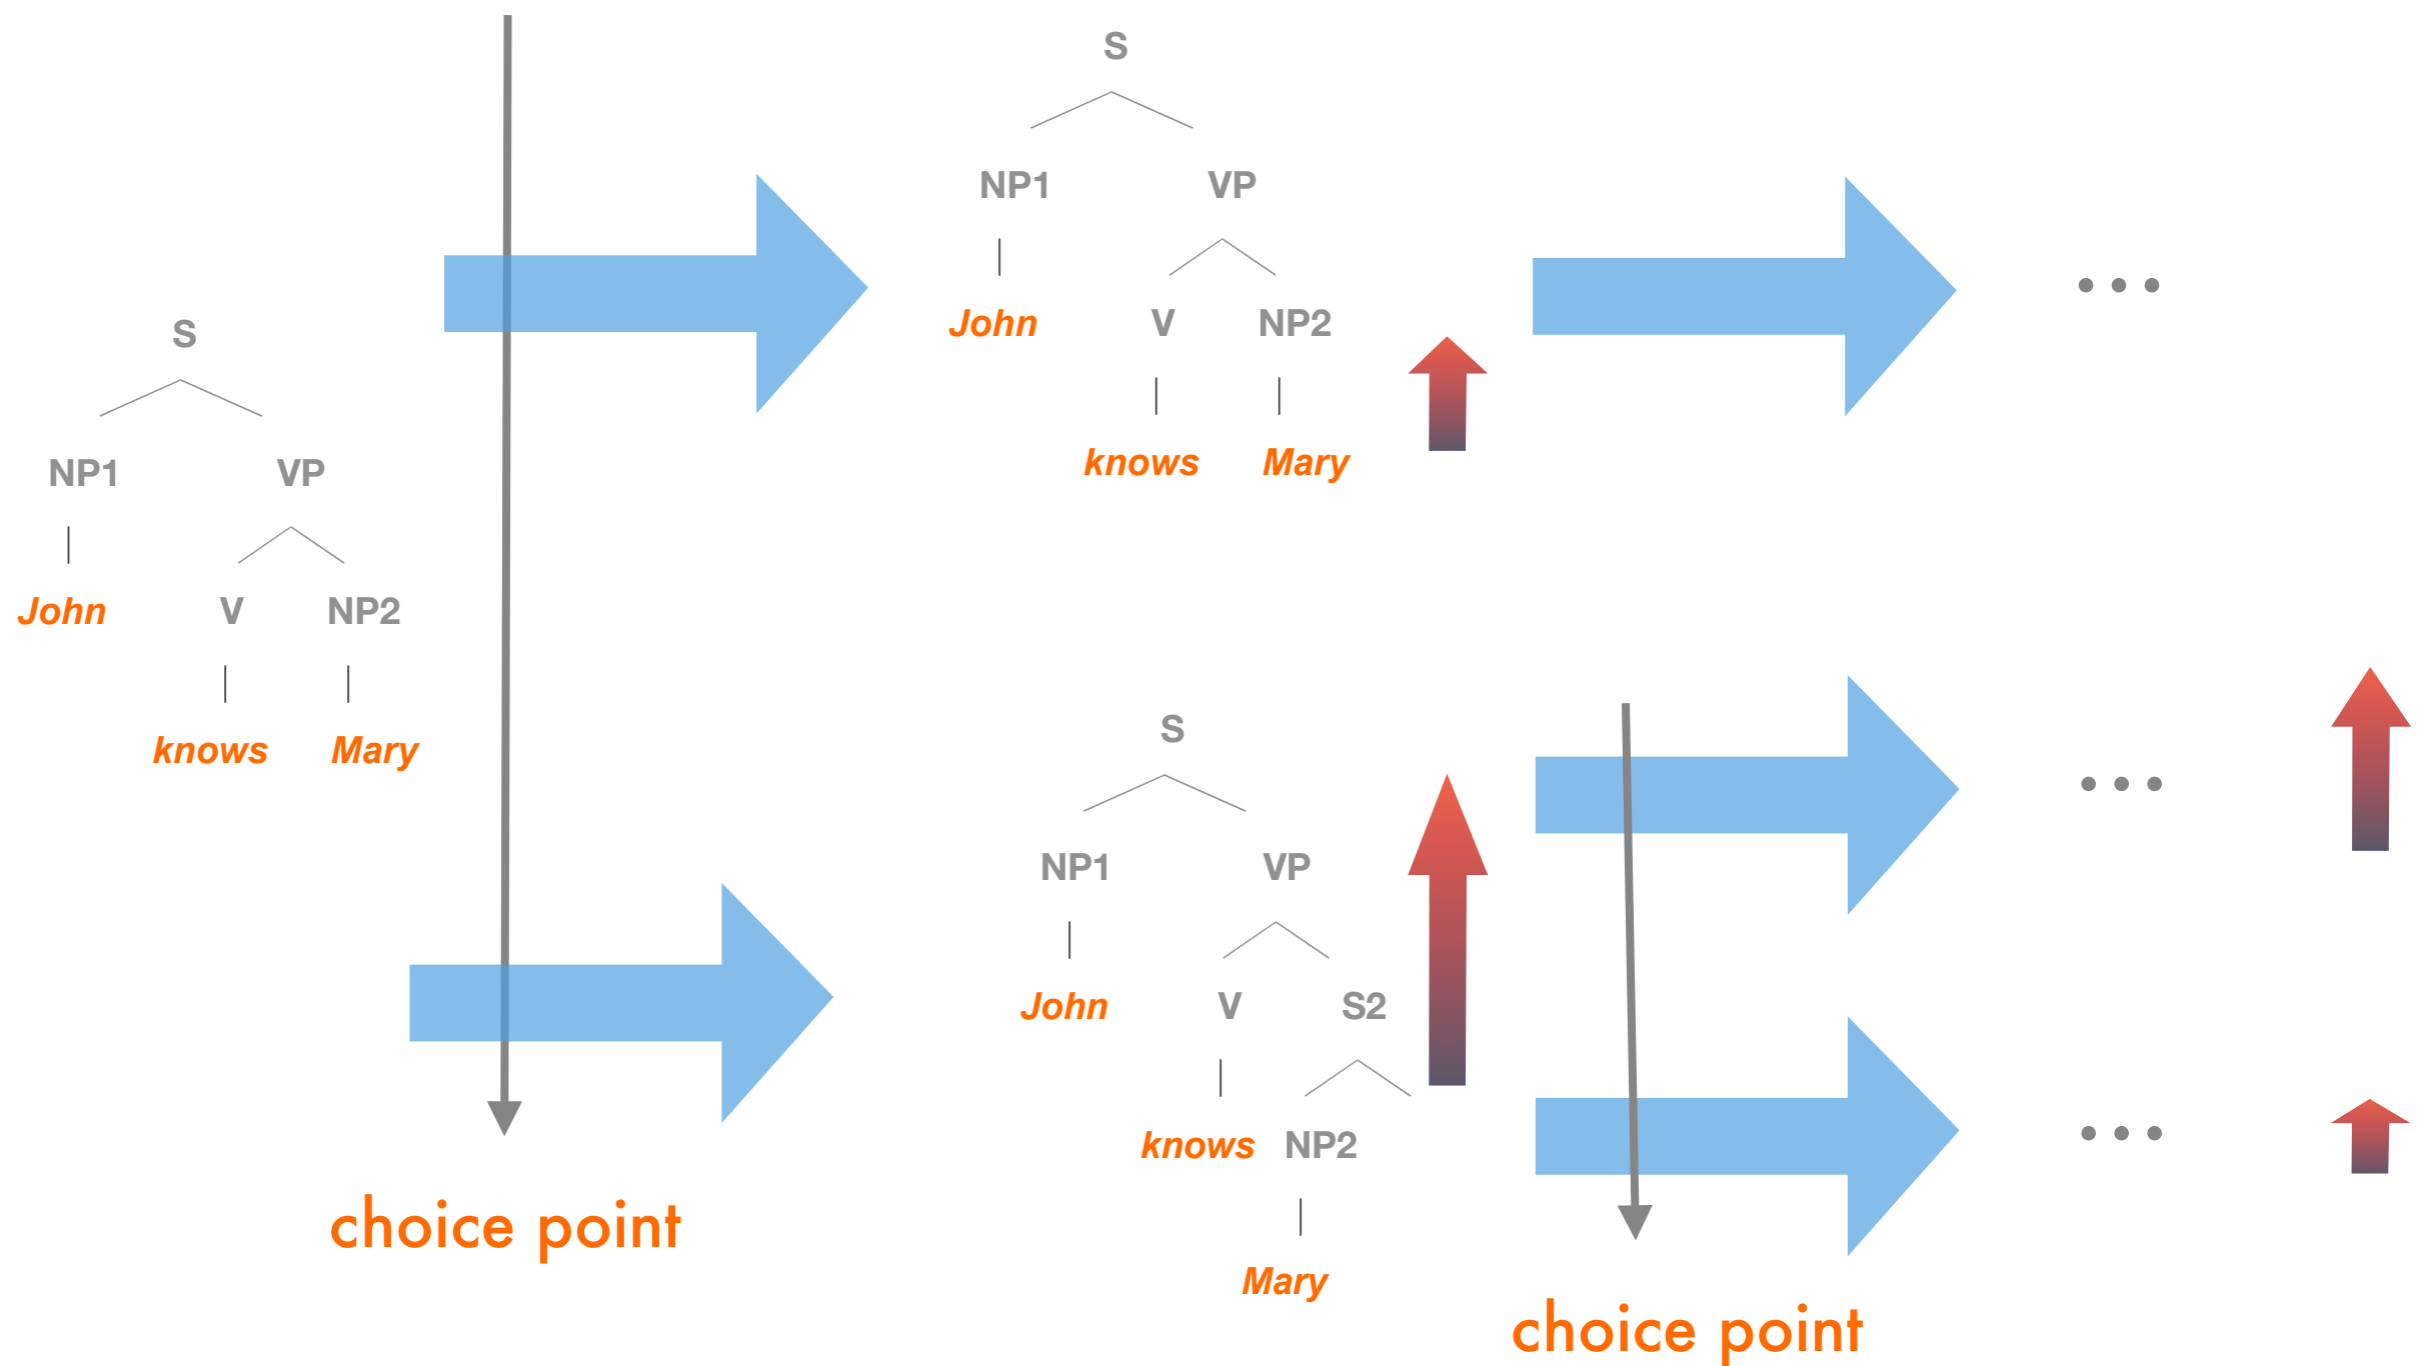 S
NP1 VP
John V NP2
knows Mary
choice point
S
NP1 VP
John V NP2
knows Mary
...
S
NP1 VP
John V S2
knows NP2
Mary
choice point
...
...